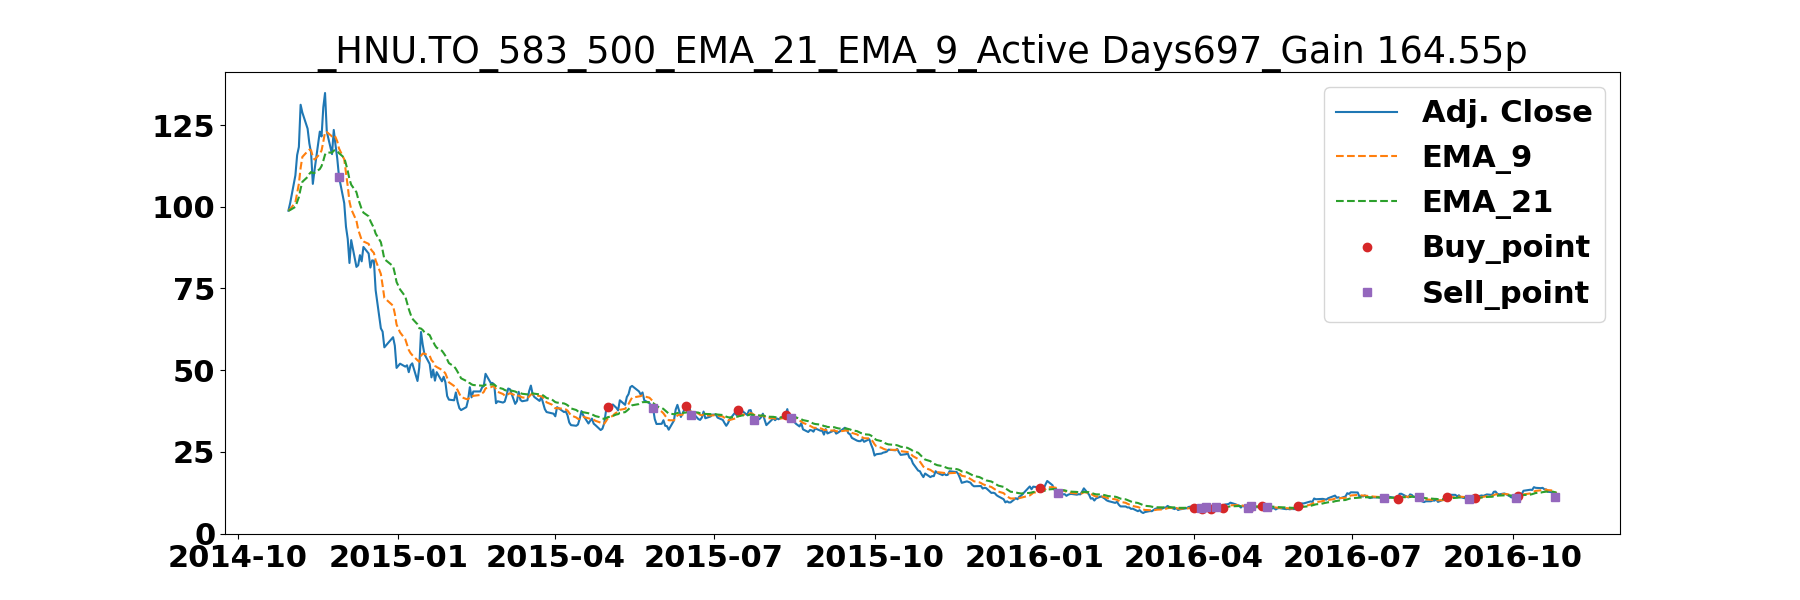 _HNU.TO_583_500_EMA_21_EMA_9_Active Days697_Gain 164.55p
125
100
75
50
25
0
Adj. Close
EMA_9
EMA_21
Buy_point
Sell_point
2014-10 2015-01 2015-04 2015-07 2015-10 2016-01 2016-04 2016-07 2016-10